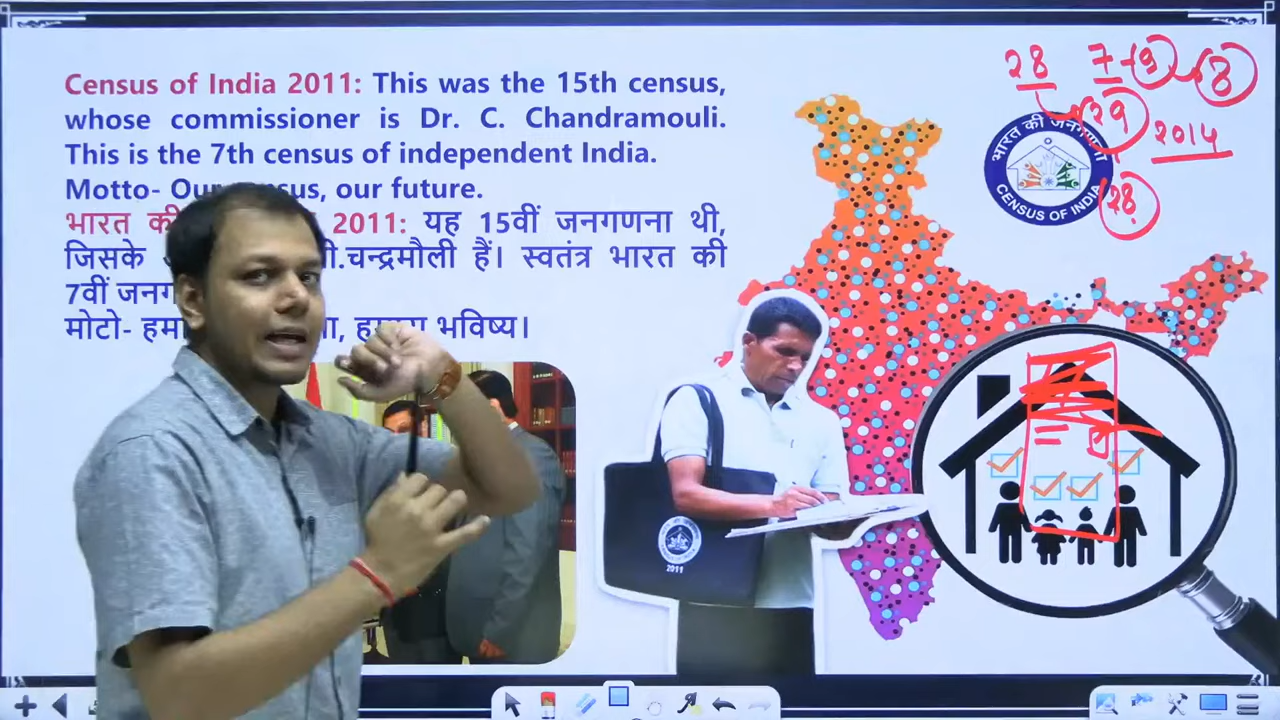 Census of India 2011: This was the 15th census,
whose commissioner is Dr. C. Chandramouli.
This is the 7th census of independent India.
Motto- Our census, our future.
भारत की 2011: यह 15वीं जनगणना थी,
जिसके चन्द्रमौली हैं। स्वतंत्र भारत की
7वीं
मोटो- भविष्य।
28 7 9 8
29
2014
28
भारत की जनगणना
CENSUS OF INDIA
2011